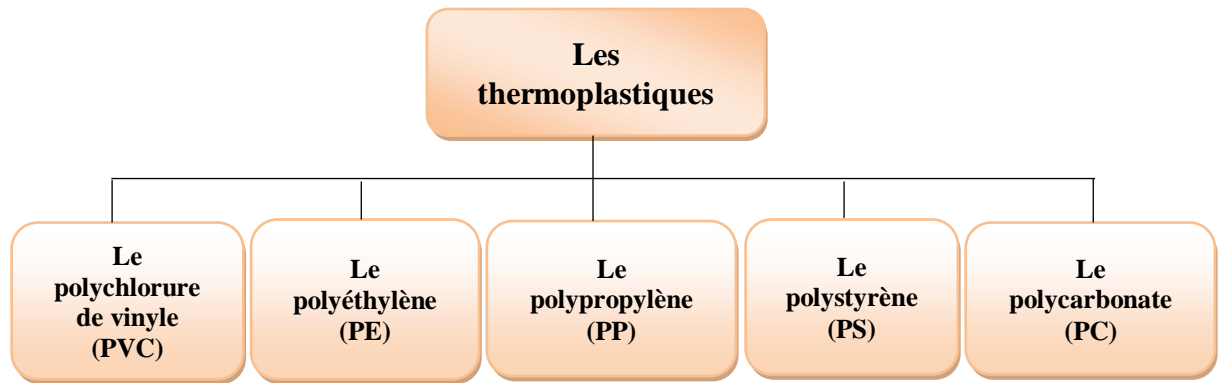 Les
thermoplastiques
Le
polychlorure
de vinyle
(PVC)
Le
polyéthylène
(PE)
Le
polypropylène
(PP)
Le
polystyrène
(PS)
Le
polycarbonate
(PC)